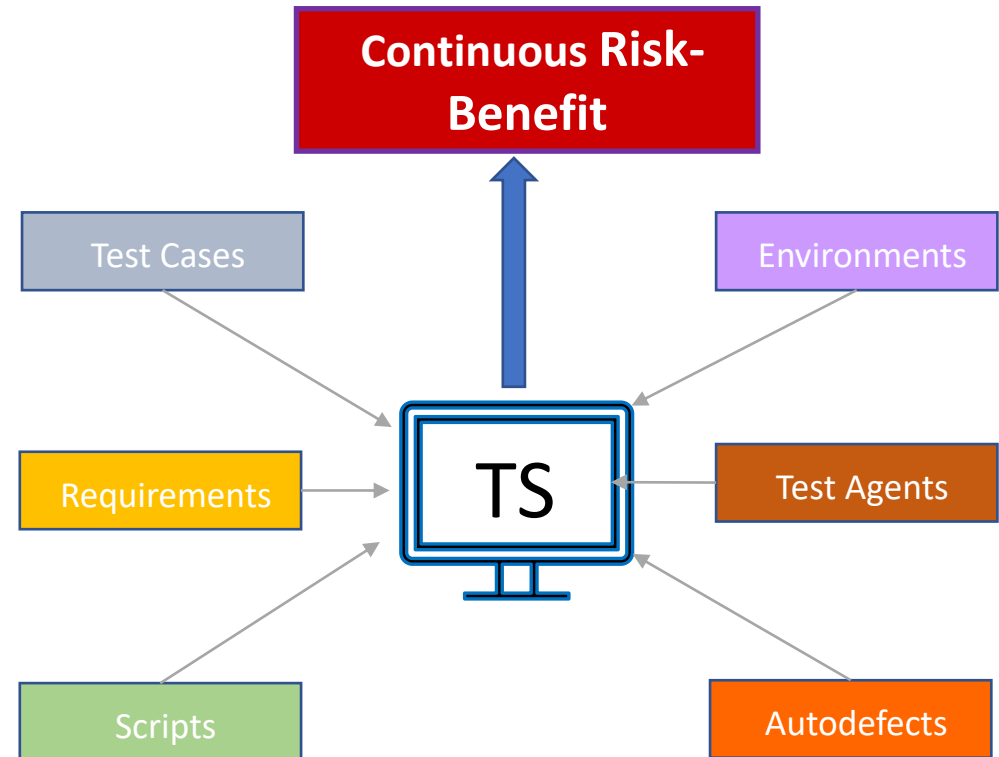 Continuous Risk-
Benefit
Test Cases
Environments
TS
Requirements
Test Agents
Scripts
Autodefects